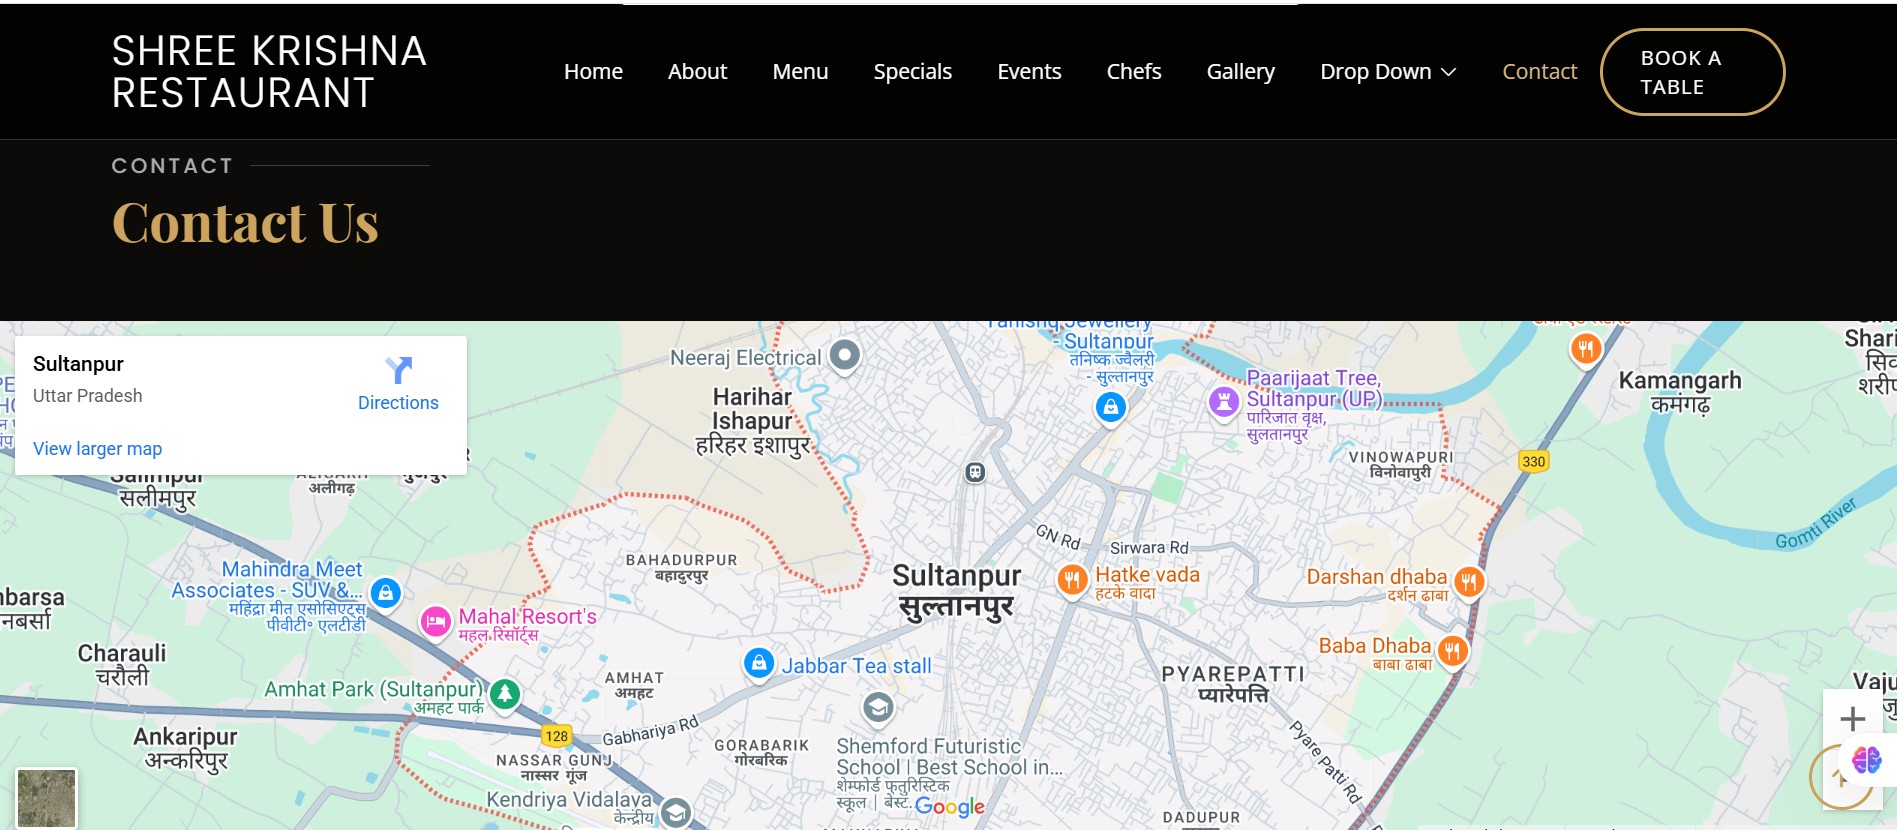 SHREE KRISHNA
RESTAURANT
Home
About
Menu
Specials
Events
Chefs
Gallery
Drop Down
Contact
BOOK A
TABLE
CONTACT
Contact Us
Sultanpur
Uttar Pradesh
Directions
View larger map
Neeraj Electrical
Tanishq Jewellery
- Sultanpur
तनिष्क ज्वैलरी
- सुल्तानपुर
Paarijaat Tree,
Sultanpur (UP)
पारिजात वृक्ष,
सुलतानपुर
Kamangarh
कमंगढ़
Harihar
Ishapur
हरिहर इशापुर
VINOWAPURI
विनोवापुरी
330
Salimpur
सलीमपुर
अलीगढ़
Gomti River
GN Rd
Sirwara Rd
BAHADURPUR
बहादुरपुर
Sultanpur
सुल्तानपुर
Hatke vada
हटके वादा
Darshan dhaba
दर्शन ढाबा
Mahindra Meet
Associates - SUV &...
महिंद्रा मीत एसोसिएट्स
पीवीटी॰ एलटीडी
Mahal Resort's
महल रिसॉर्ट्स
Baba Dhaba
बाबा ढाबा
Charauli
चरौली
Jabbar Tea stall
AMHAT
अमहट
PYAREPATTI
प्यारेपत्ति
Amhat Park (Sultanpur)
अमहट पार्क
Ankaripur
अन्करिपुर
128
Gabhariya Rd
GORABARIK
गोरबारिक
NASSAR GUNJ
नास्सर गूंज
Shemford Futuristic
School | Best School in...
शेम्फोर्ड फुतुरिस्टिक
स्कूल | बेस्ट..
Google
Pyare Patti Rd
Kendriya Vidalaya
केन्द्रीय
DADUPUR